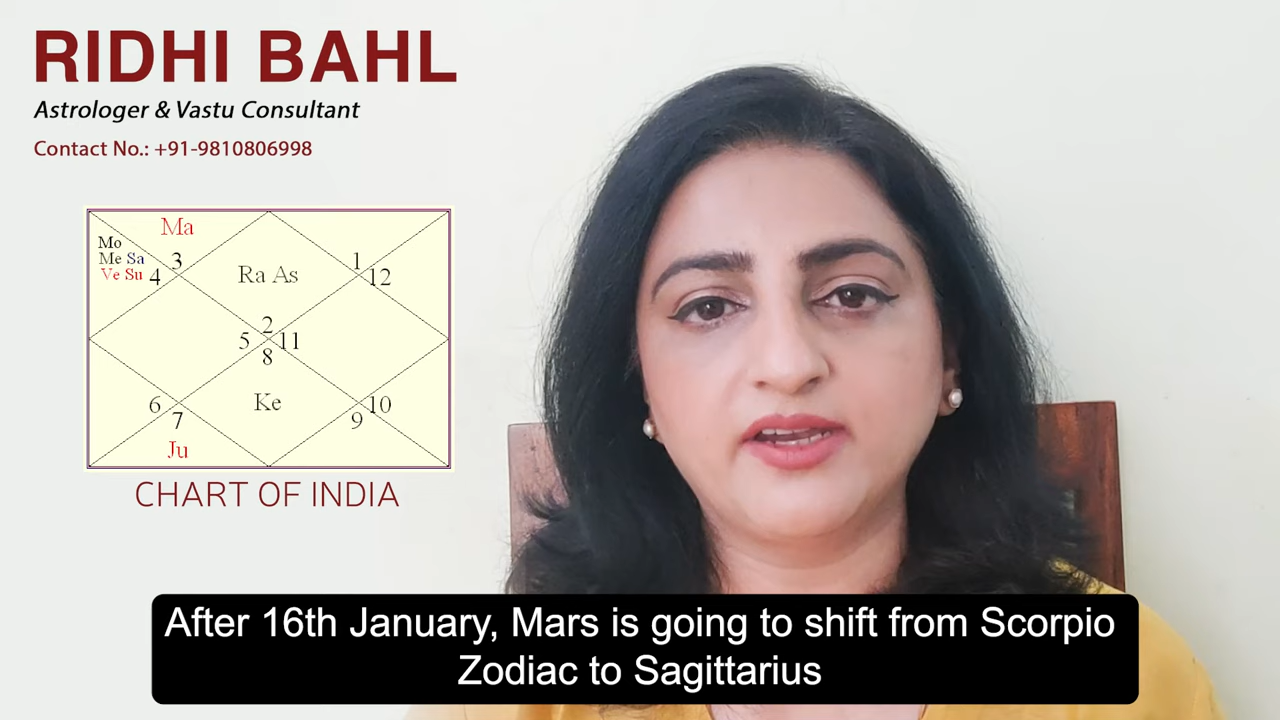 RIDHI BAHL
Astrologer & Vastu Consultant
Contact No.: +91-9810806998
Ma
Mo
Me Sa
Ve Su
4
3
Ra As
1
12
2
5
11
8
6
7
Ke
10
9
Ju
CHART OF INDIA
After 16th January, Mars is going to shift from Scorpio
Zodiac to Sagittarius